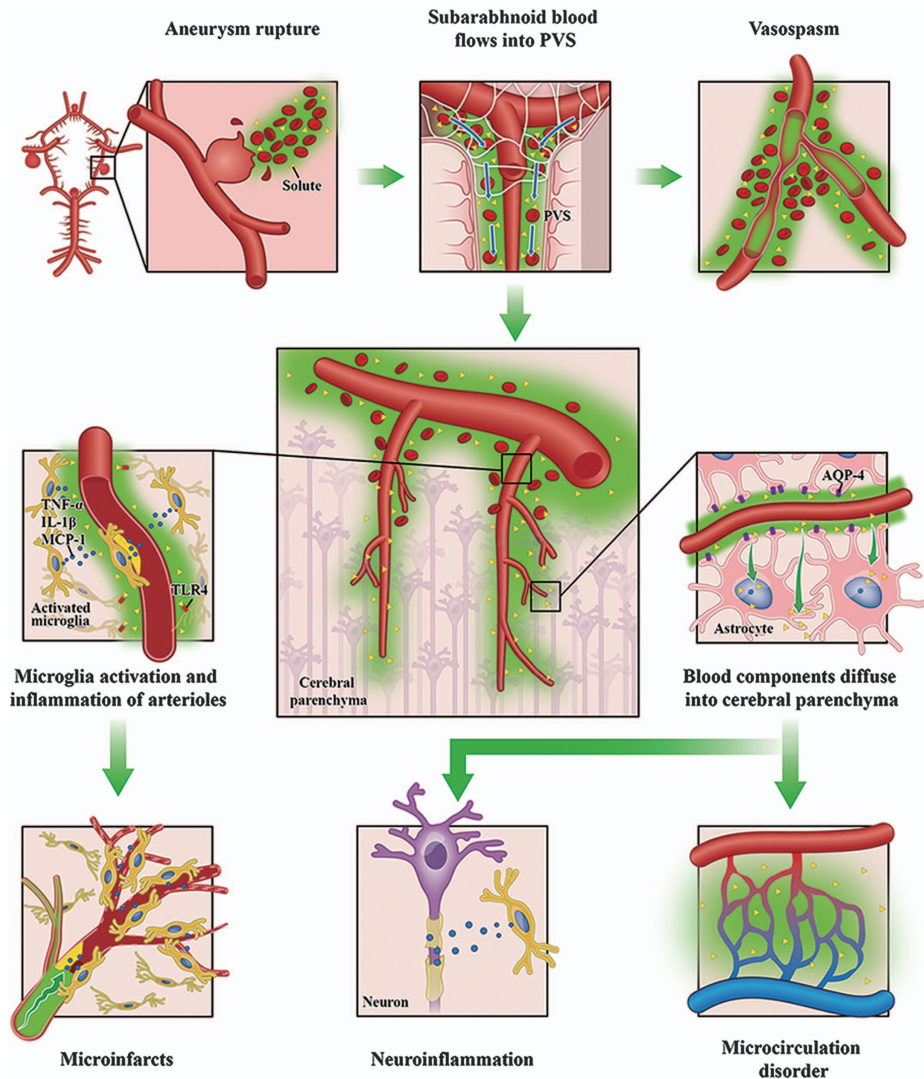 Aneurysm rupture
Subarabhnoid blood
flows into PVS
Vasospasm
Solute
PVS
TNF-α
IL-1β
MCP-1
TLR4
Activated
microglia
Microglia activation and
inflammation of arterioles
Cerebral
parenchyma
AQP-4
Astrocyte
Blood components diffuse
into cerebral parenchyma
Neuron
Microinfarcts
Neuroinflammation
Microcirculation
disorder